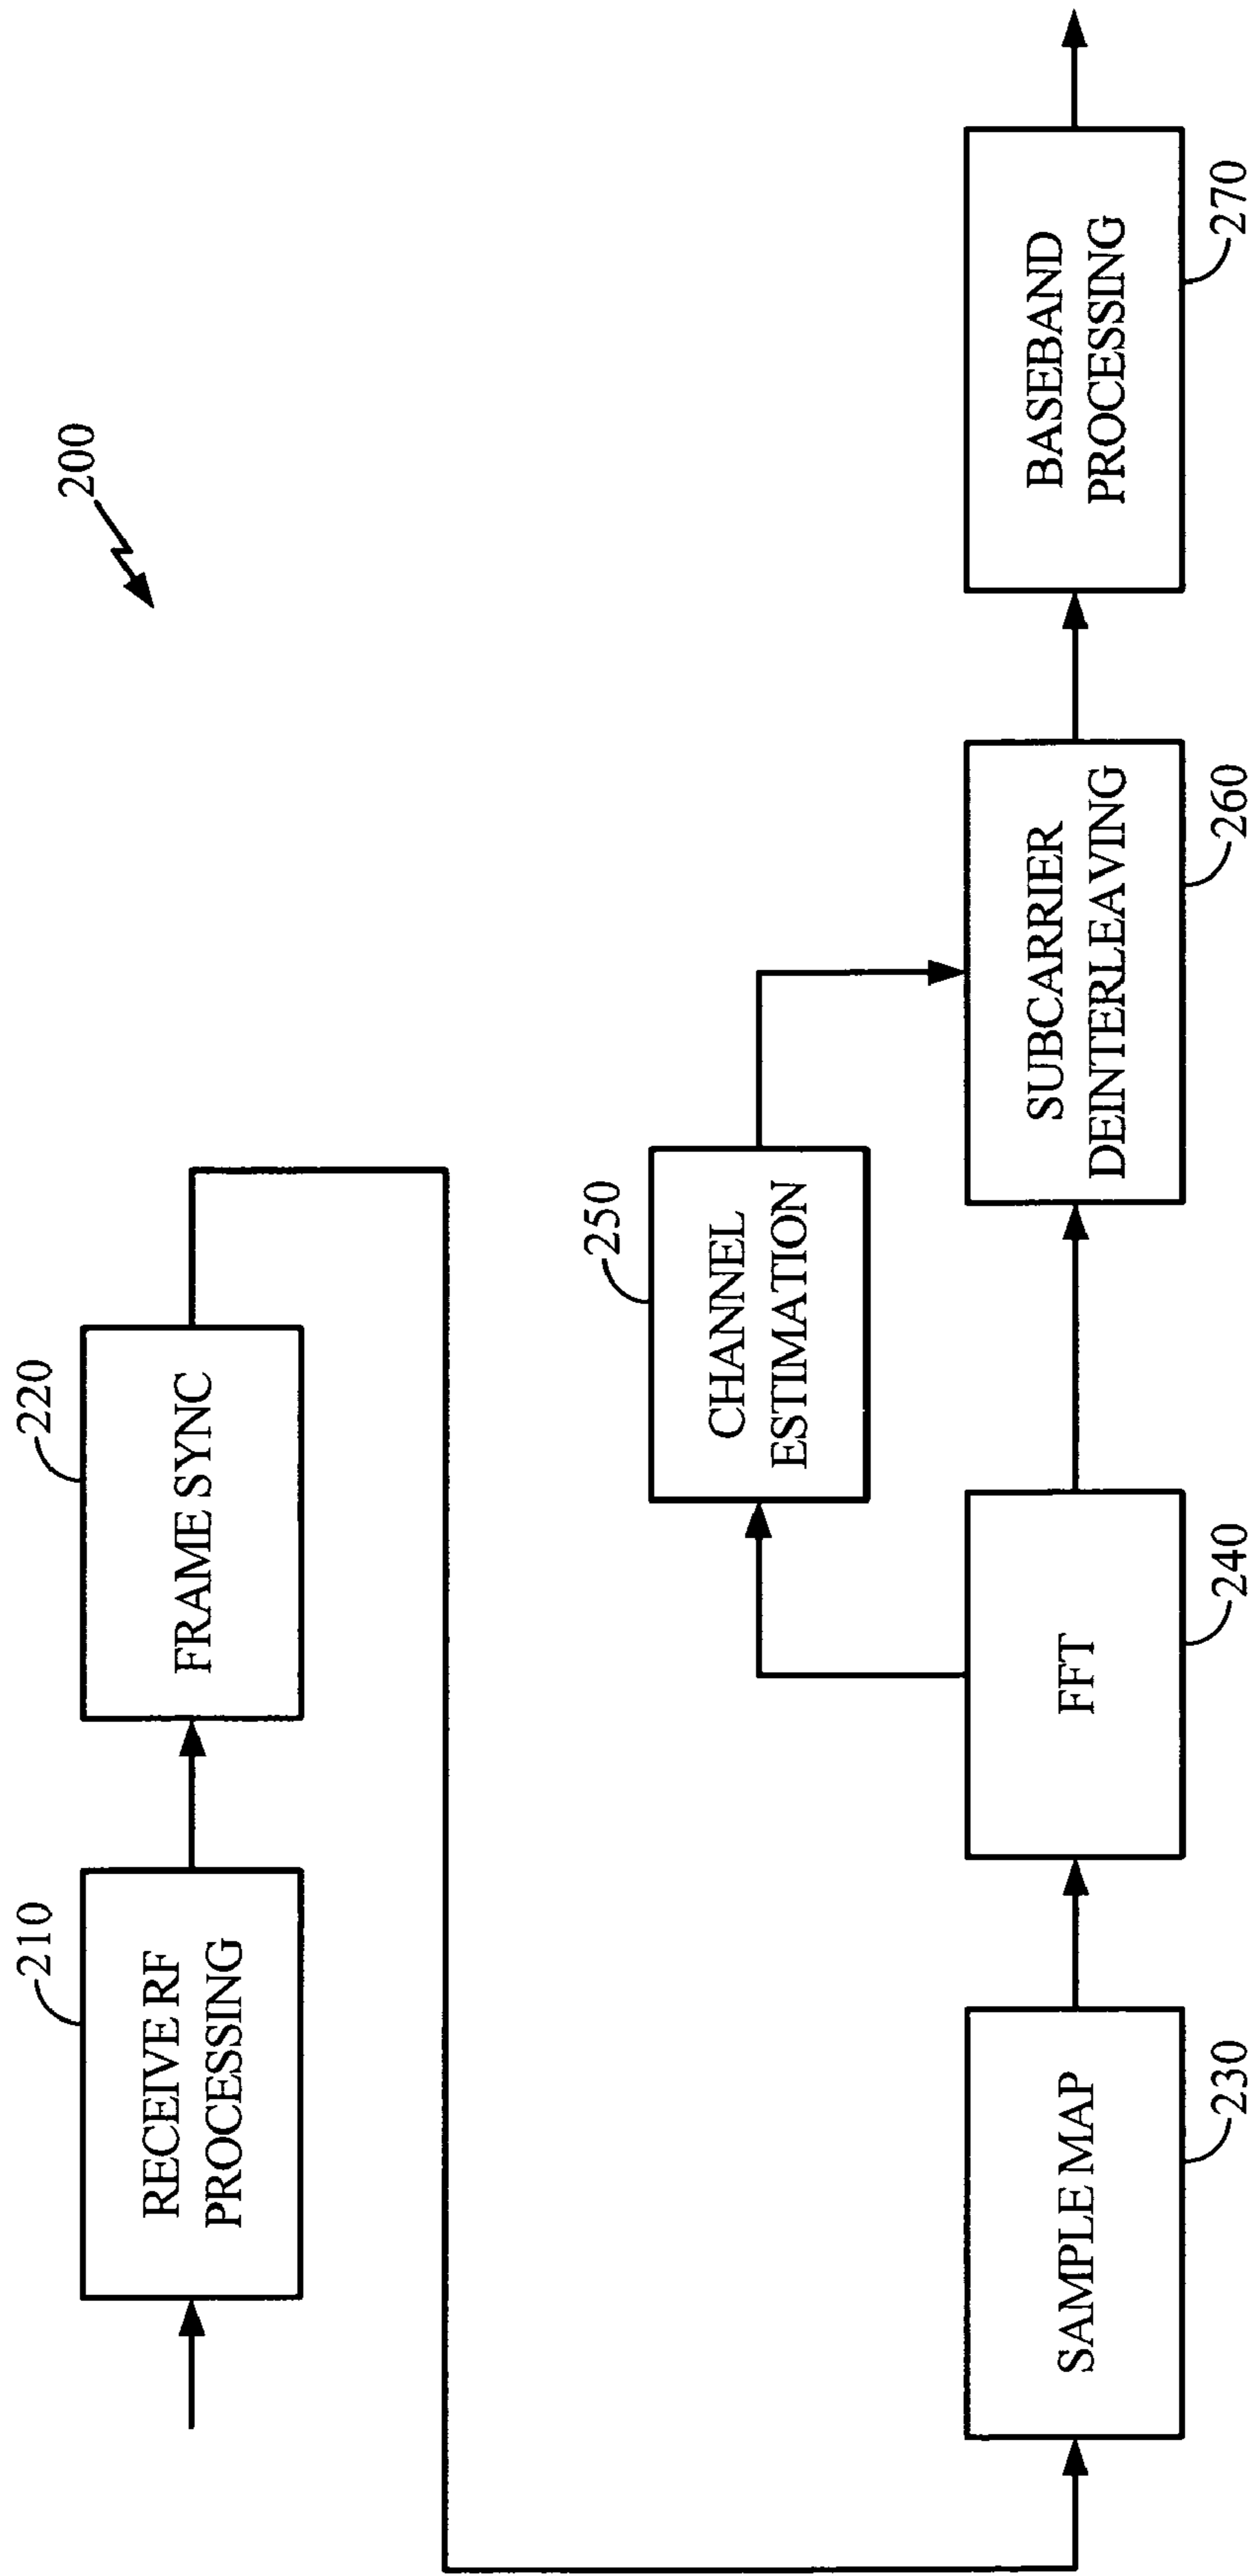 200
210
RECEIVE RF
PROCESSING
220
FRAME SYNC
SAMPLE MAP
230
FFT
240
250
CHANNEL
ESTIMATION
SUBCARRIER
DEINTERLEAVING
260
BASEBAND
PROCESSING
270